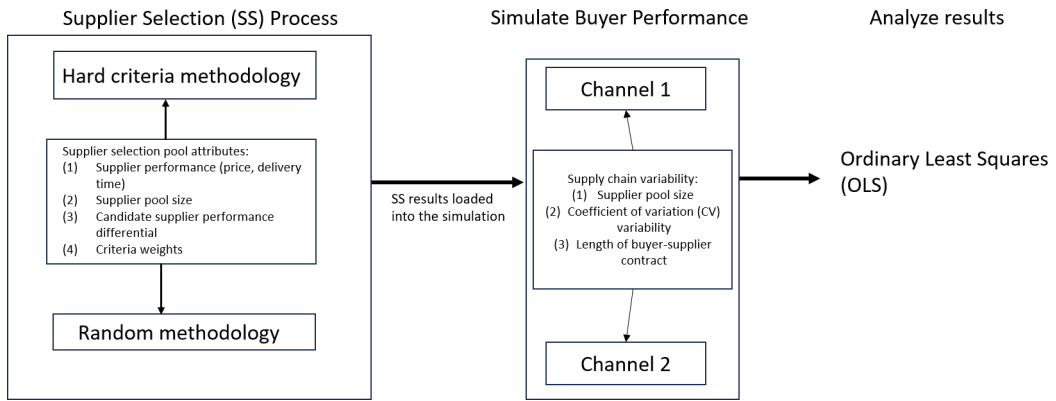 Supplier Selection (SS) Process
Simulate Buyer Performance
Analyze results
Hard criteria methodology
Supplier selection pool attributes:
(1) Supplier performance (price, delivery
time)
(2) Supplier pool size
(3) Candidate supplier performance
differential
(4) Criteria weights
Random methodology
SS results loaded
into the simulation
Channel 1
Supply chain variability:
(1) Supplier pool size
(2) Coefficient of variation (CV)
variability
(3) Length of buyer-supplier
contract
Channel 2
Ordinary Least Squares
(OLS)